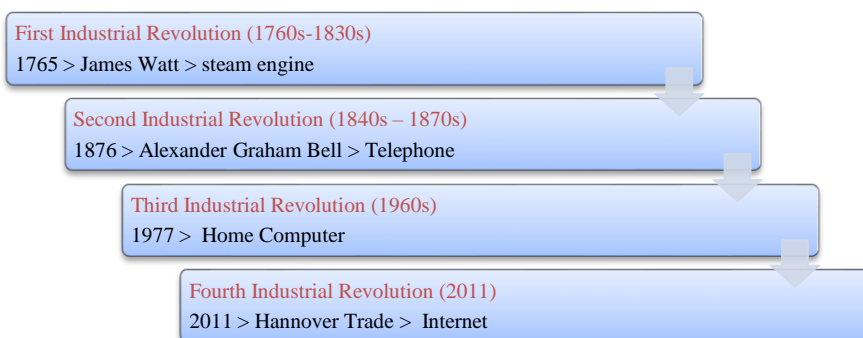 First Industrial Revolution (1760s-1830s)
1765 > James Watt > steam engine
Second Industrial Revolution (1840s – 1870s)
1876 > Alexander Graham Bell > Telephone
Third Industrial Revolution (1960s)
1977 > Home Computer
Fourth Industrial Revolution (2011)
2011 > Hannover Trade > Internet